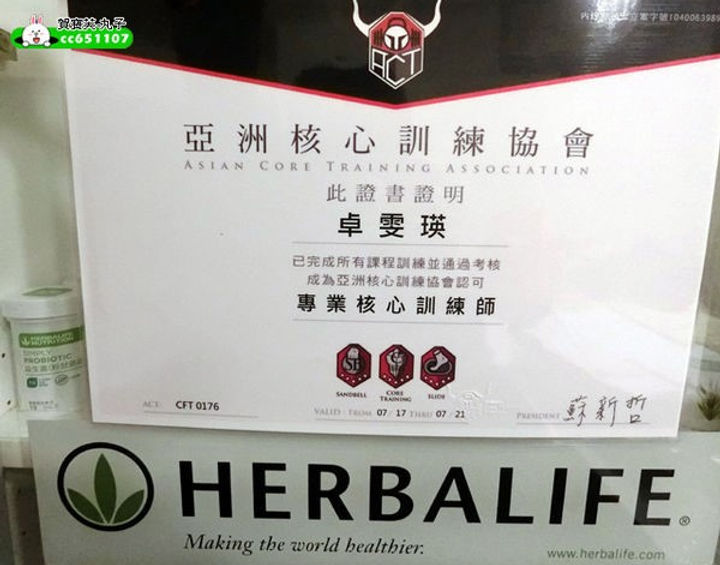 賀寶芙-丸子
cc651107
ACT
亞洲核心訓練協會
ASIAN CORE TRAINING ASSOCIATION
此證書證明
卓雯瑛
已完成所有課程訓練並通過考核
成為亞洲核心訓練協會認可
專業核心訓練師
SANDBELL CORE TRAINING SLIDE
CFT 0176
VALID : FROM 07 / 17 THRU 07 / 21
PRESIDENT 蘇新哲
HERBALIFE NUTRITION
SIMPLY
PROBIOTIC
HERBALIFE®
Making the world healthier.
www.herbalife.com